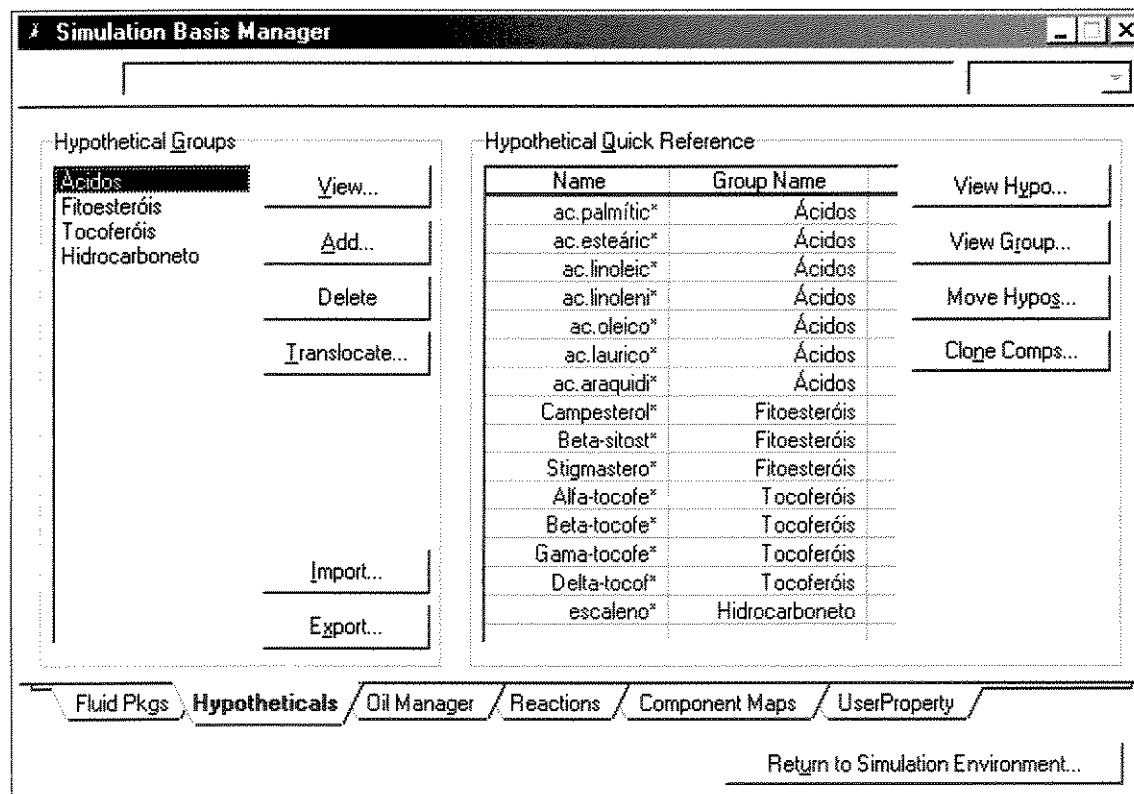 Simulation Basis Manager
Hypothetical Groups
Ácidos
Fitoesteróis
Tocoferóis
Hidrocarboneto
View...
Add...
Delete
Translocate...
Import...
Export...
Hypothetical Quick Reference
Name Group Name
ac.palmític* Ácidos
ac.esteáric* Ácidos
ac.linoleic* Ácidos
ac.linoleni* Ácidos
ac.oleico* Ácidos
ac.laurico* Ácidos
ac.araquidi* Ácidos
Campesterol* Fitoesteróis
Beta-sitost* Fitoesteróis
Stigmastero* Fitoesteróis
Alfa-tocofe* Tocoferóis
Beta-tocofe* Tocoferóis
Gama-tocofe* Tocoferóis
Delta-tocof* Tocoferóis
escaleno* Hidrocarboneto
View Hypo...
View Group...
Move Hypos...
Clone Comps...
Fluid Pkgs Hypotheticals Oil Manager Reactions Component Maps UserProperty
Return to Simulation Environment...